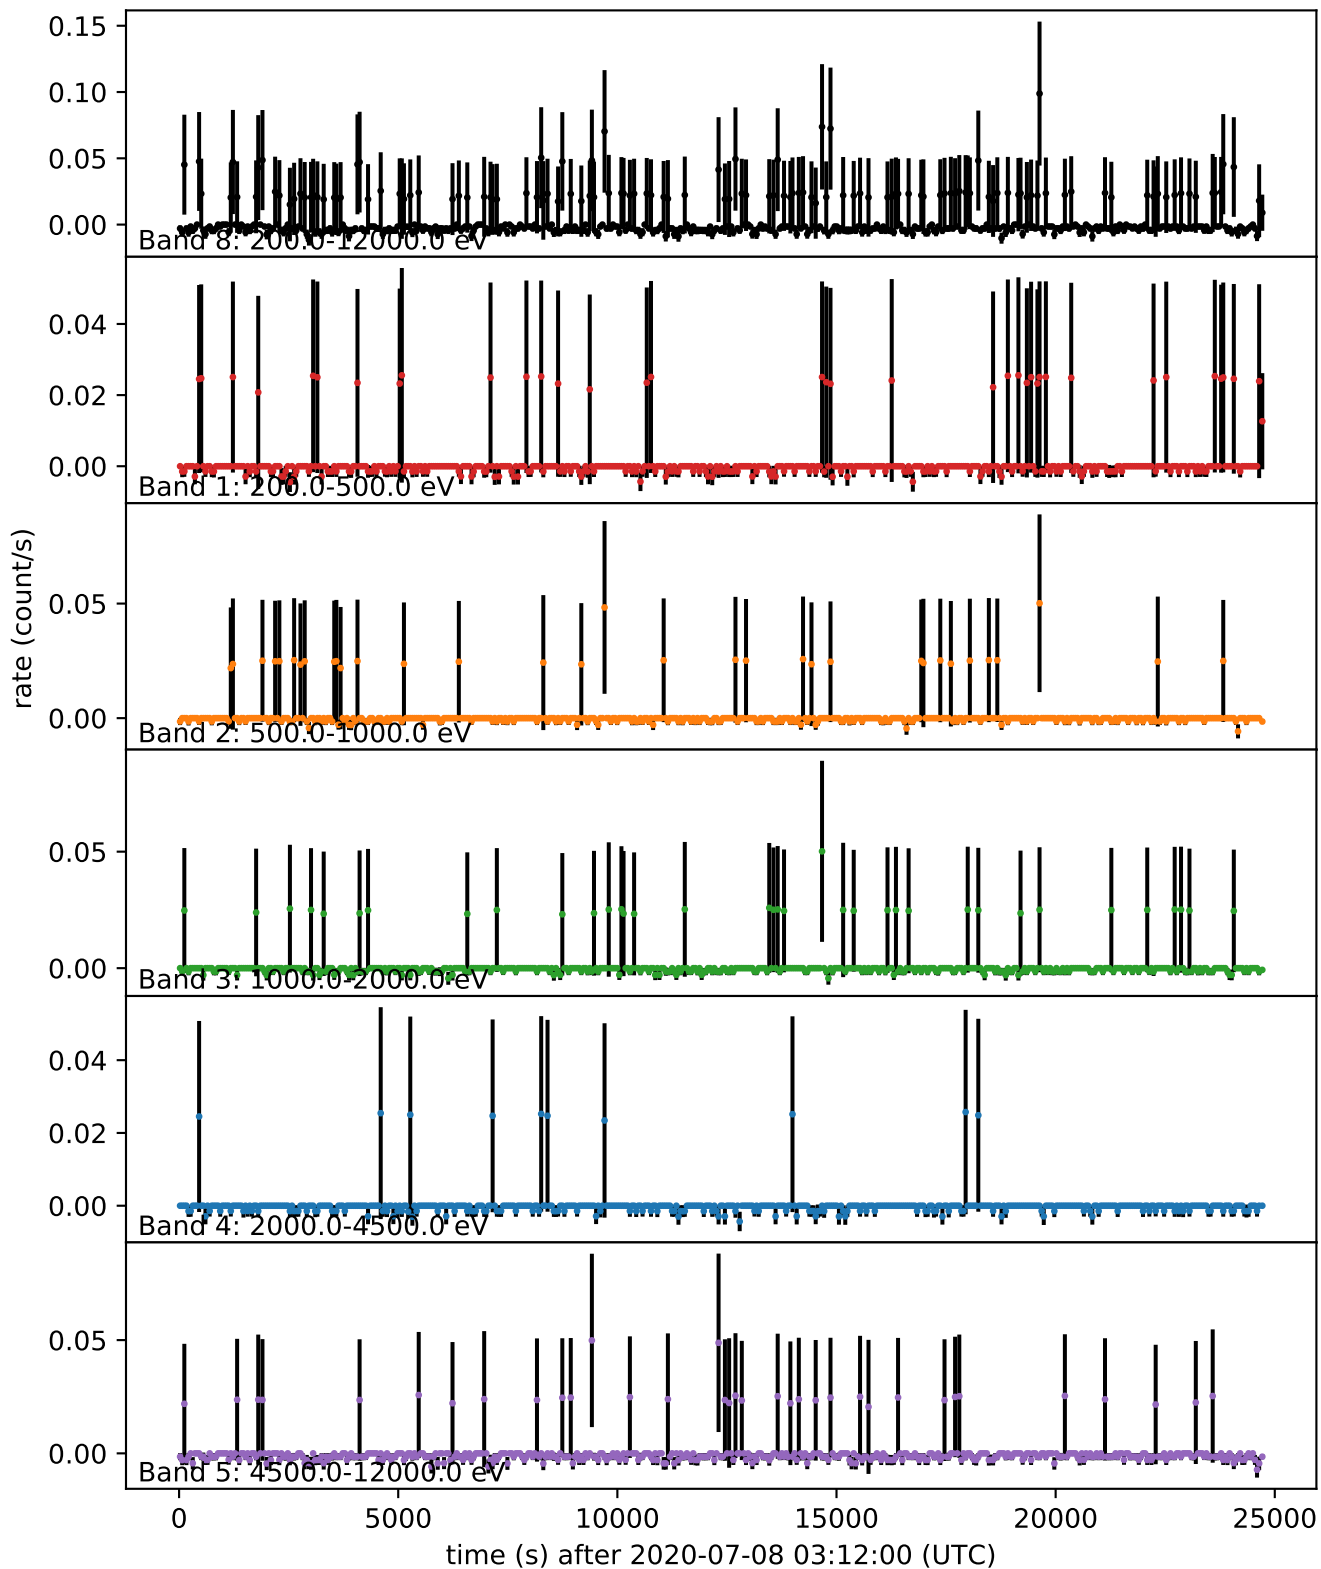 0.15
0.10
0.05
0.00
Band 8: 200.0-12000.0 eV
0.04
0.02
0.00
Band 1: 200.0-500.0 eV
0.05
0.00
Band 2: 500.0-1000.0 eV
rate (count/s)
0.05
0.00
Band 3: 1000.0-2000.0 eV
0.04
0.02
0.00
Band 4: 2000.0-4500.0 eV
0.05
0.00
Band 5: 4500.0-12000.0 eV
0 5000 10000 15000 20000 25000
time (s) after 2020-07-08 03:12:00 (UTC)